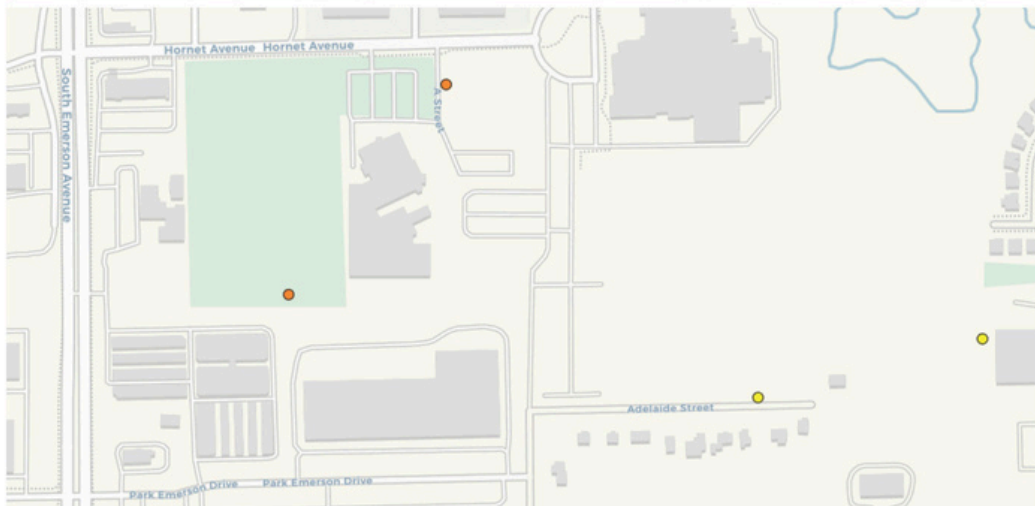 Hornet Avenue Hornet Avenue
South Emerson Avenue
A Street
Adelaide Street
Park Emerson Drive Park Emerson Drive